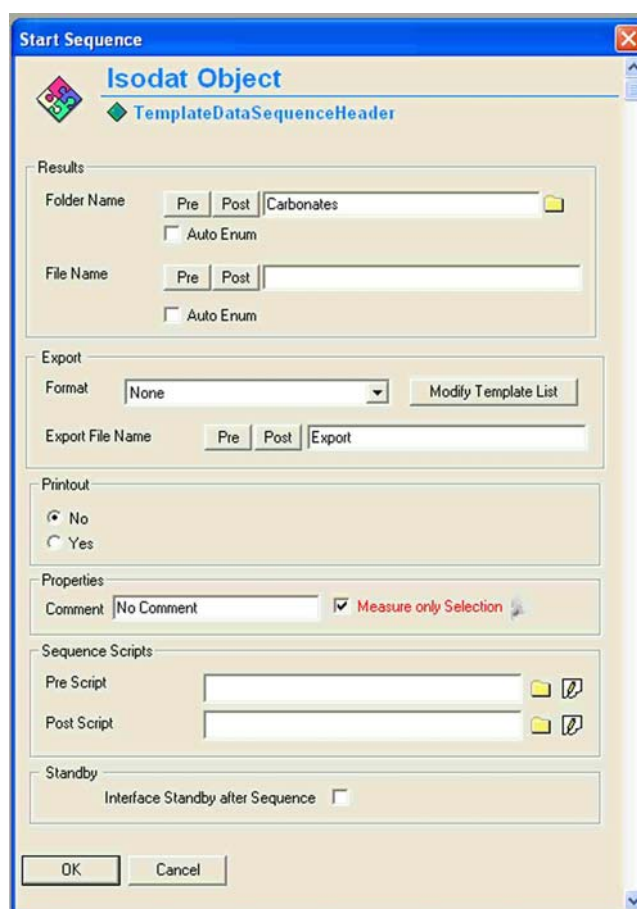 Start Sequence
Isodat Object
TemplateDataSequenceHeader
Results
Folder Name Pre Post Carbonates
Auto Enum
File Name Pre Post
Auto Enum
Export
Format None Modify Template List
Export File Name Pre Post Export
Printout
No
Yes
Properties
Comment No Comment Measure only Selection
Sequence Scripts
Pre Script
Post Script
Standby
Interface Standby after Sequence
OK Cancel